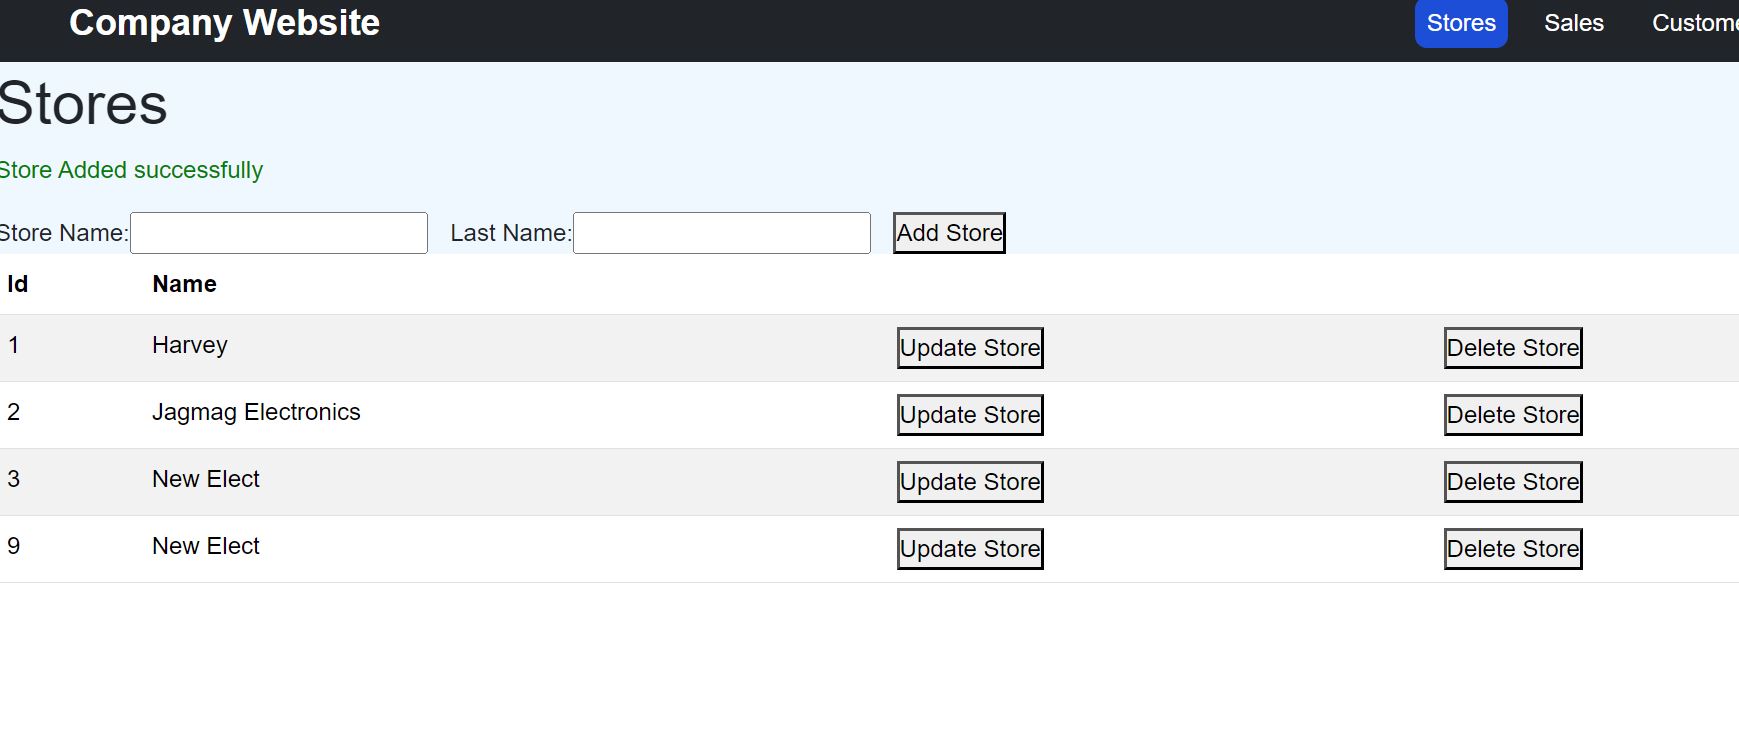 Company Website Stores Sales Custome
Stores
Store Added successfully
Store Name: Last Name: Add Store
Id Name
1 Harvey Update Store Delete Store
2 Jagmag Electronics Update Store Delete Store
3 New Elect Update Store Delete Store
9 New Elect Update Store Delete Store